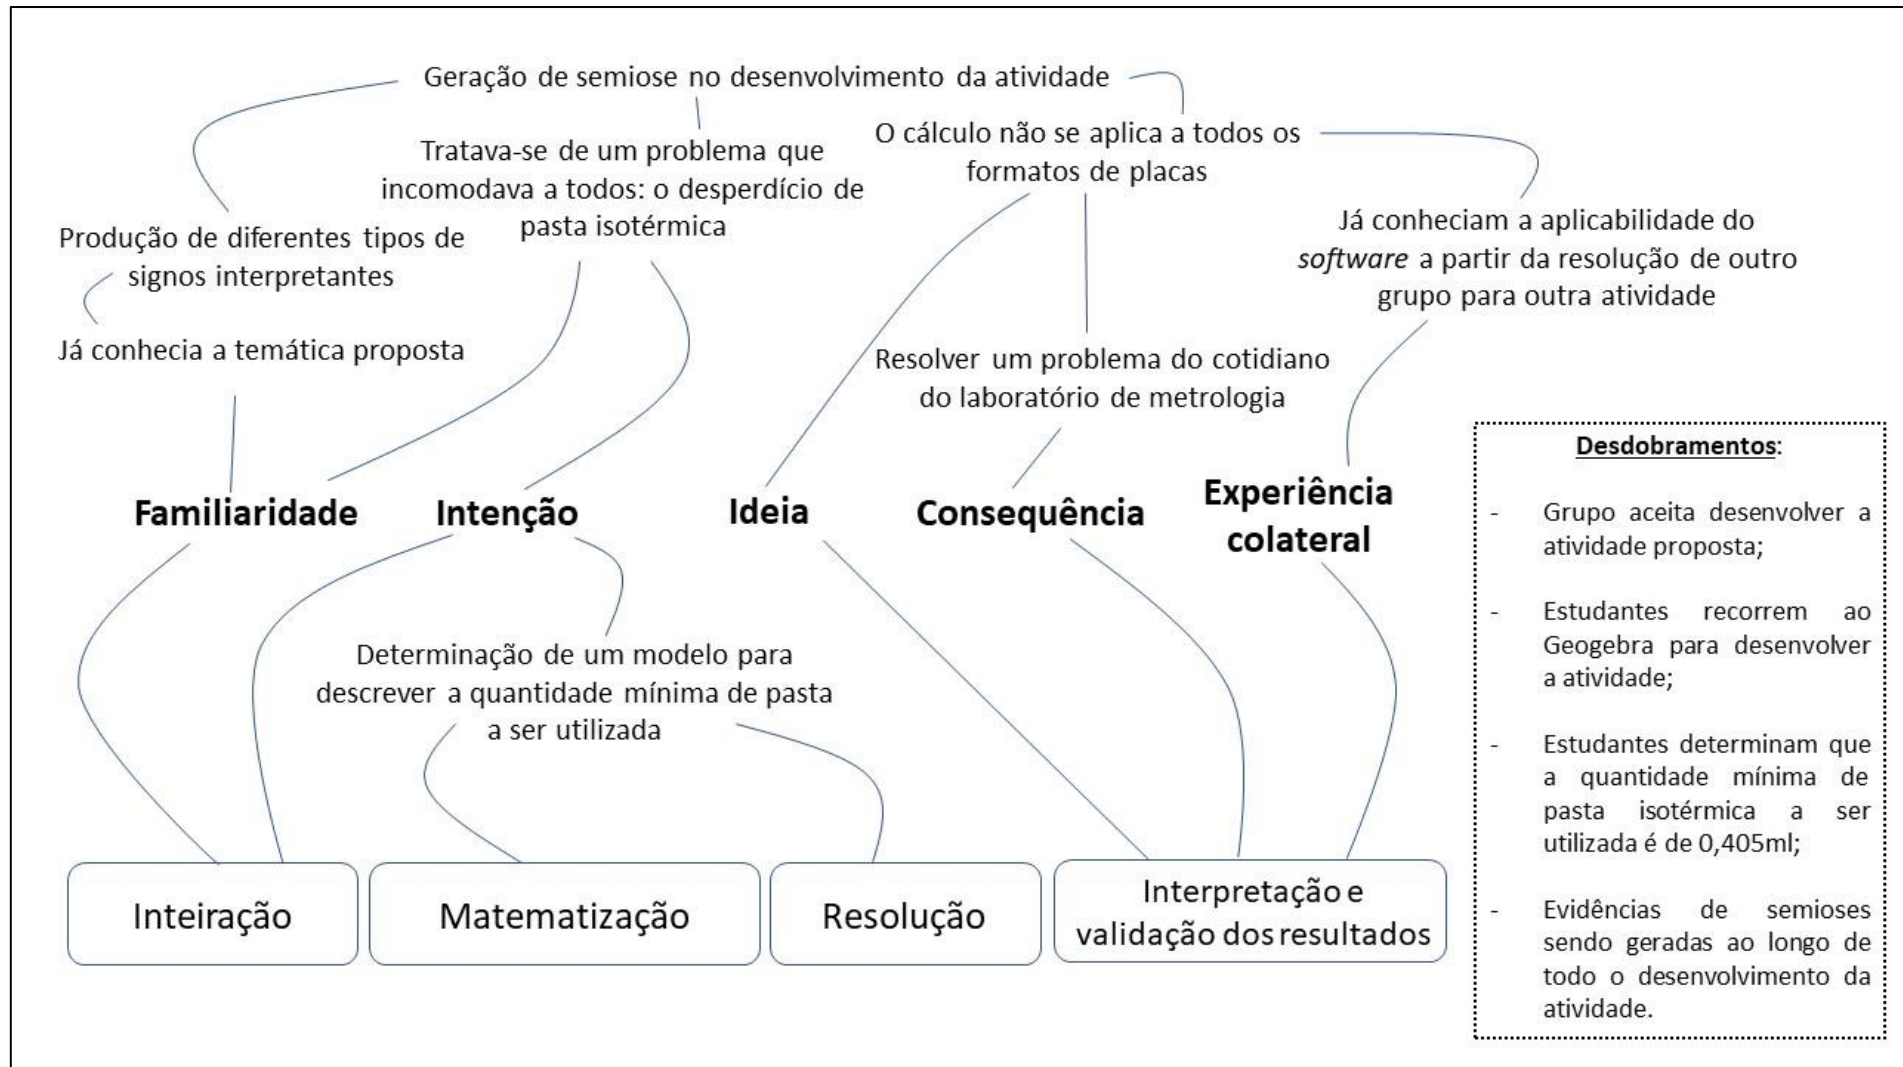 Geração de semiose no desenvolvimento da atividade
Tratava-se de um problema que
incomodava a todos: o desperdício de
pasta isotérmica
O cálculo não se aplica a todos os
formatos de placas
Produção de diferentes tipos de
signos interpretantes
Já conheciam a aplicabilidade do
software a partir da resolução de outro
grupo para outra atividade
Já conhecia a temática proposta
Resolver um problema do cotidiano
do laboratório de metrologia
Familiaridade
Intenção
Ideia
Consequência
Experiência
colateral
Determinação de um modelo para
descrever a quantidade mínima de pasta
a ser utilizada
Inteiração
Matematização
Resolução
Interpretação e
validação dos resultados
Desdobramentos:
- Grupo aceita desenvolver a
atividade proposta;
- Estudantes recorrem ao
Geogebra para desenvolver
a atividade;
- Estudantes determinam que
a quantidade mínima de
pasta isotérmica a ser
utilizada é de 0,405ml;
- Evidências de semioses
sendo geradas ao longo de
todo o desenvolvimento da
atividade.